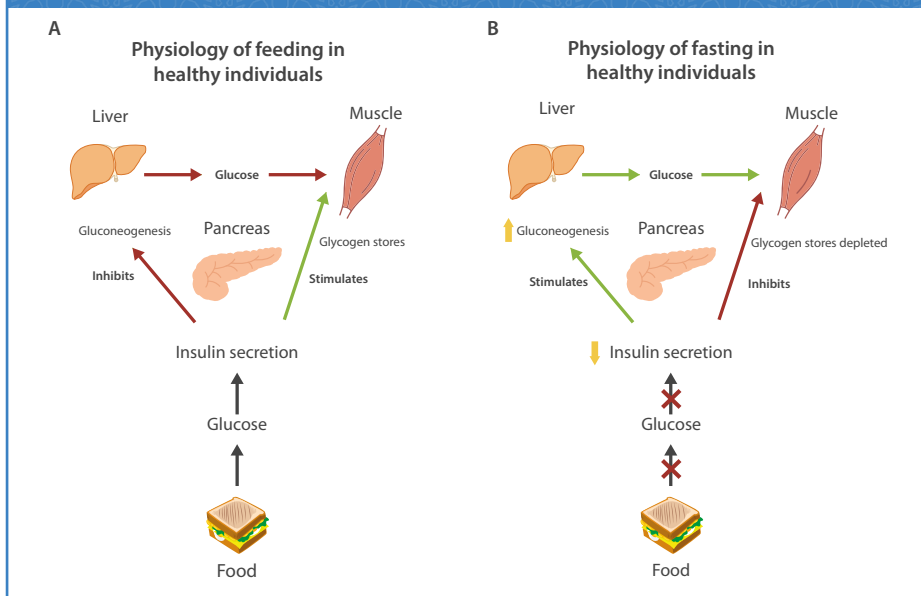 A
Physiology of feeding in
healthy individuals
Liver
Muscle
Glucose
Gluconeogenesis
Pancreas
Glycogen stores
Inhibits
Stimulates
Insulin secretion
Glucose
Food
B
Physiology of fasting in
healthy individuals
Liver
Muscle
Glucose
Gluconeogenesis
Pancreas
Glycogen stores depleted
Stimulates
Inhibits
Insulin secretion
Glucose
Food